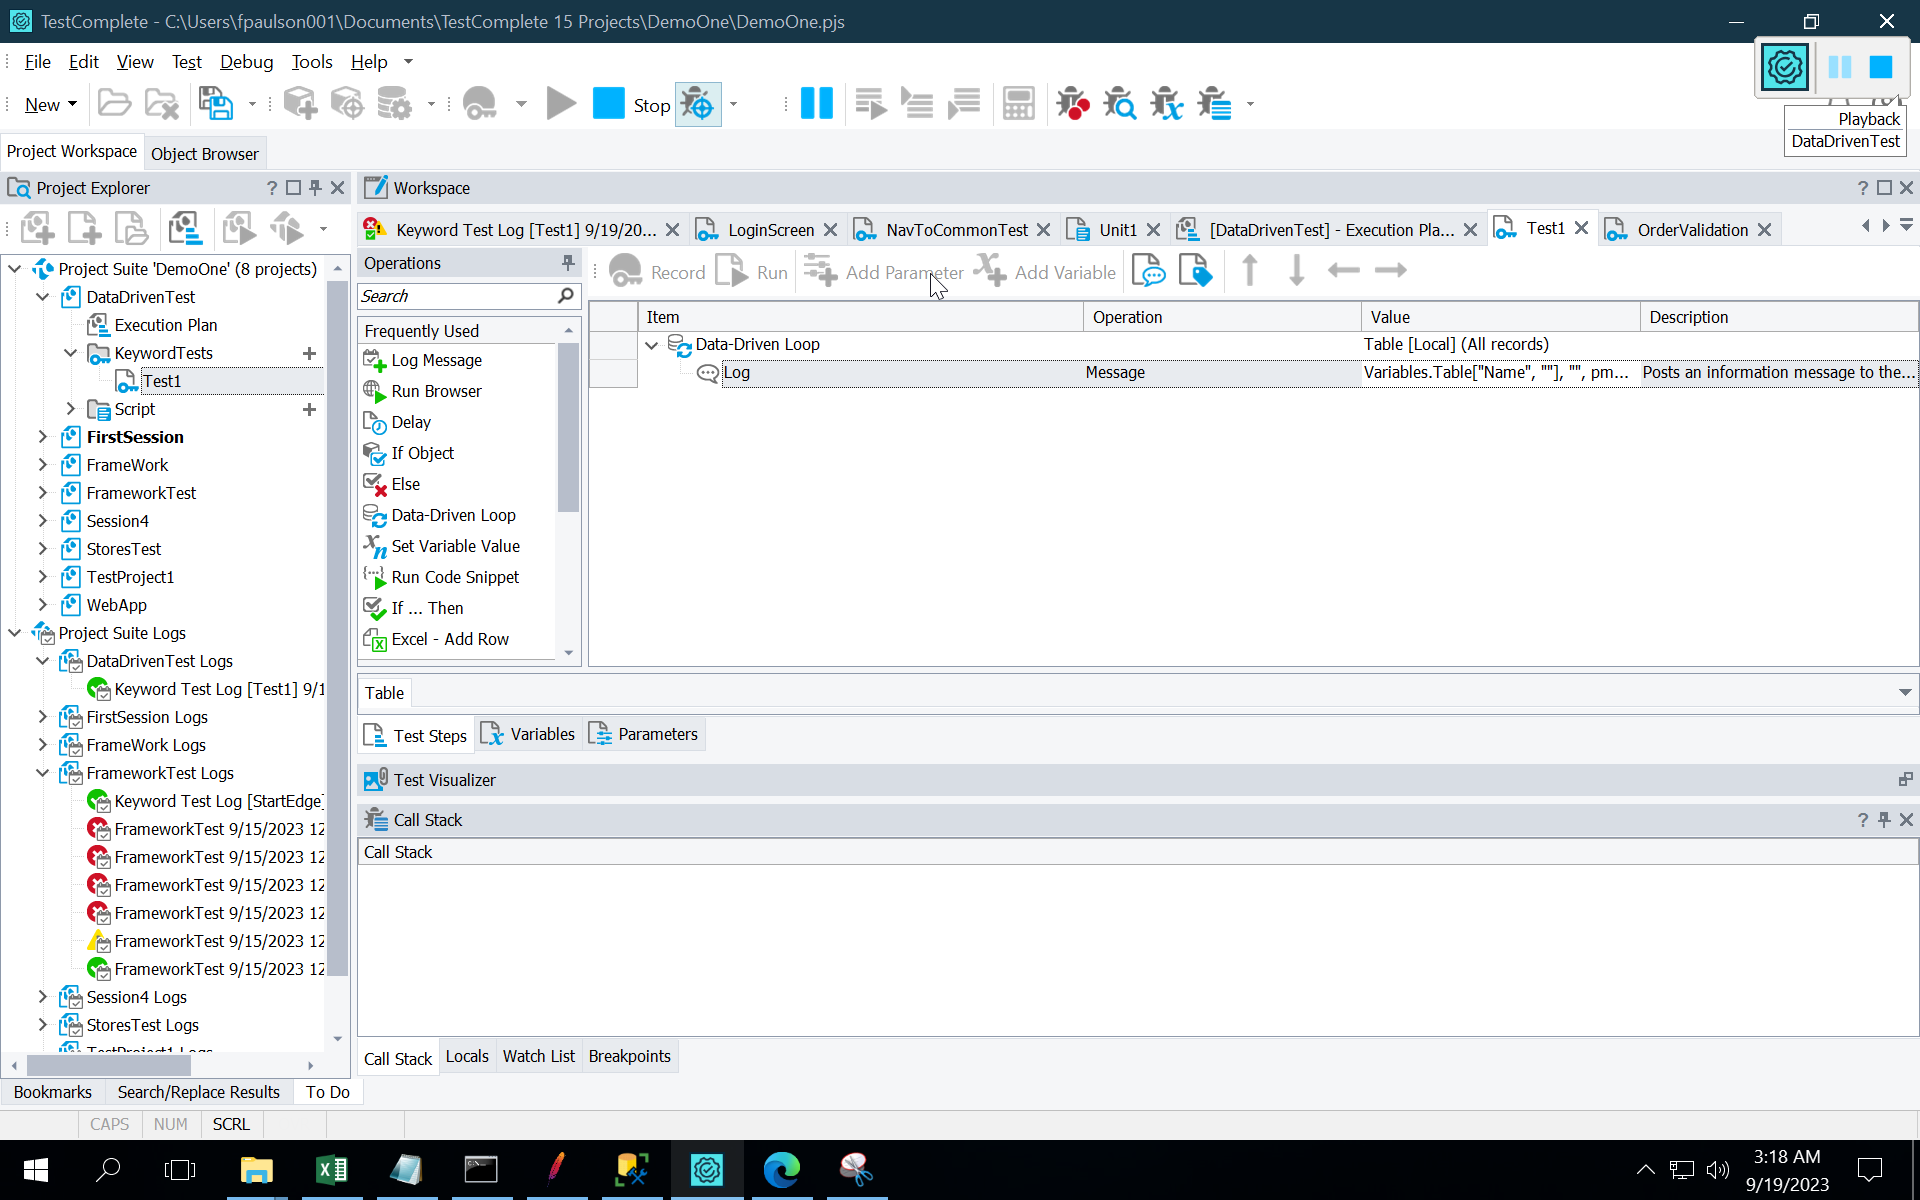 TestComplete - C:\Users\fpaulson001\Documents\TestComplete 15 Projects\DemoOne\DemoOne.pjs
File Edit View Test Debug Tools Help
New Stop
Playback
DataDrivenTest
Project Workspace Object Browser
Project Explorer
Workspace
Keyword Test Log [Test1] 9/19/20... LoginScreen NavToCommonTest Unit1 [DataDrivenTest] - Execution Pla... Test1 OrderValidation
Project Suite 'DemoOne' (8 projects)
DataDrivenTest
Execution Plan
KeywordTests
Test1
Script
FirstSession
FrameWork
FrameworkTest
Session4
StoresTest
TestProject1
WebApp
Project Suite Logs
DataDrivenTest Logs
Keyword Test Log [Test1] 9/1
FirstSession Logs
FrameWork Logs
FrameworkTest Logs
Keyword Test Log [StartEdge]
FrameworkTest 9/15/2023 12
FrameworkTest 9/15/2023 12
FrameworkTest 9/15/2023 12
FrameworkTest 9/15/2023 12
FrameworkTest 9/15/2023 12
FrameworkTest 9/15/2023 12
Session4 Logs
StoresTest Logs
TestProject1 Logs
Operations
Search
Frequently Used
Log Message
Run Browser
Delay
If Object
Else
Data-Driven Loop
Set Variable Value
Run Code Snippet
If ... Then
Excel - Add Row
Record Run Add Parameter Add Variable
Item Operation Value Description
Data-Driven Loop Table [Local] (All records)
Log Message Variables.Table["Name", ""], "", pm... Posts an information message to the...
Table
Test Steps Variables Parameters
Test Visualizer
Call Stack
Call Stack
Call Stack Locals Watch List Breakpoints
Bookmarks Search/Replace Results To Do
CAPS NUM SCRL
3:18 AM
9/19/2023